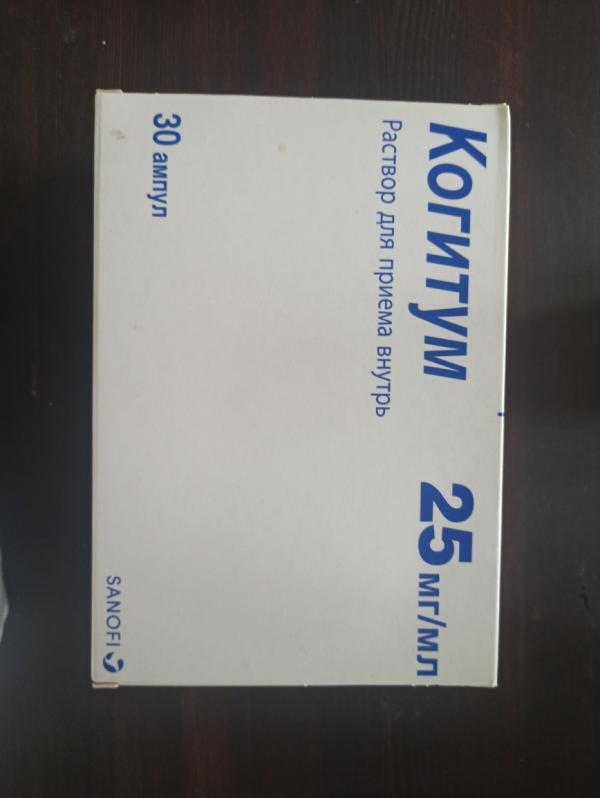 Когитум 25 мг/мл
Раствор для приема внутрь
30 ампул
SANOFI